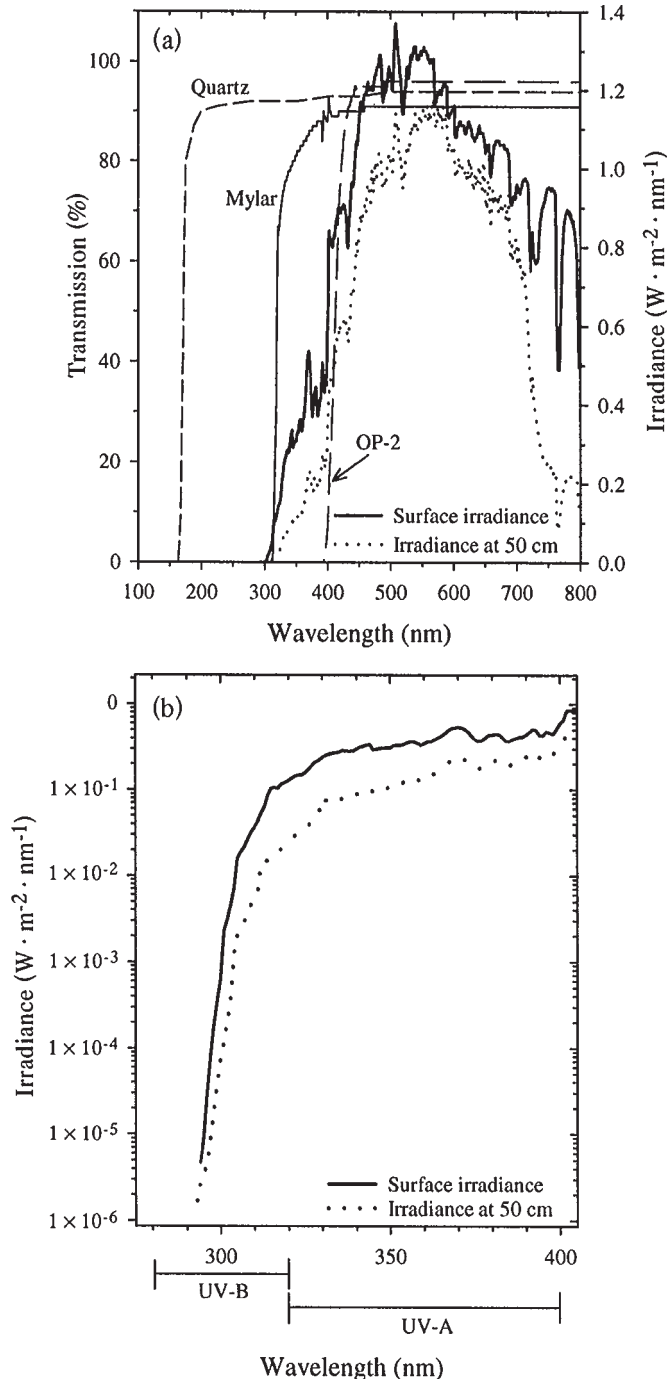 (a)
Quartz
Mylar
OP-2
Surface irradiance
Irradiance at 50 cm
Transmission (%)
100
80
60
40
20
0
Irradiance (W · m-2 · nm-1)
1.4
1.2
1.0
0.8
0.6
0.4
0.2
0.0
100 200 300 400 500 600 700 800
Wavelength (nm)
(b)
Irradiance (W · m-2 · nm-1)
0
1 × 10-1
1 × 10-2
1 × 10-3
1 × 10-4
1 × 10-5
1 × 10-6
Surface irradiance
Irradiance at 50 cm
300 350 400
UV-B
UV-A
Wavelength (nm)